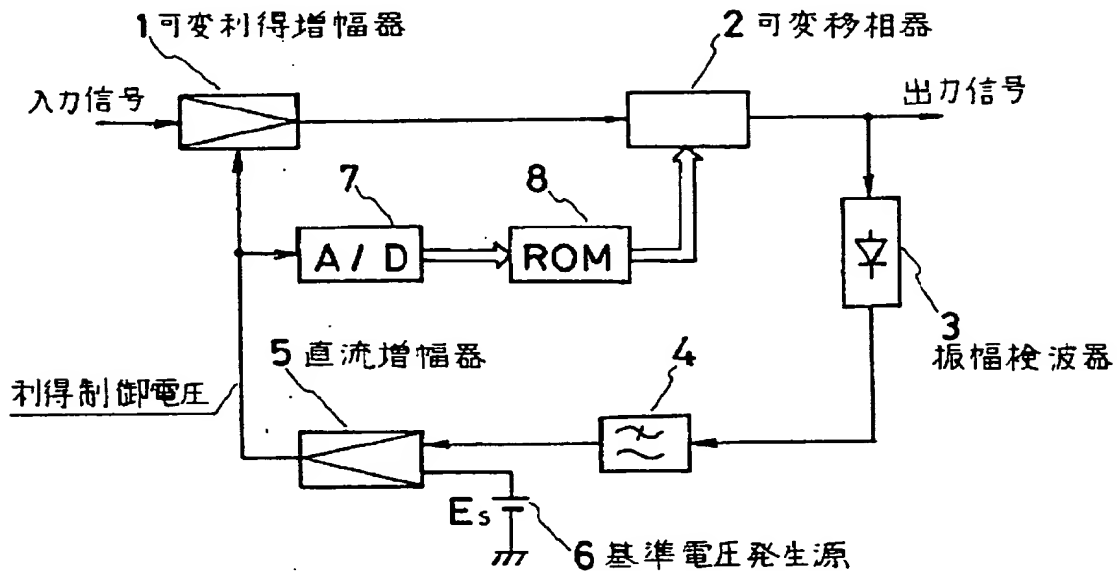 1 可変利得増幅器
2 可変移相器
入力信号
出力信号
7
8
A/D
ROM
3
振幅検波器
5 直流増幅器
4
利得制御電圧
Es
6 基準電圧発生源